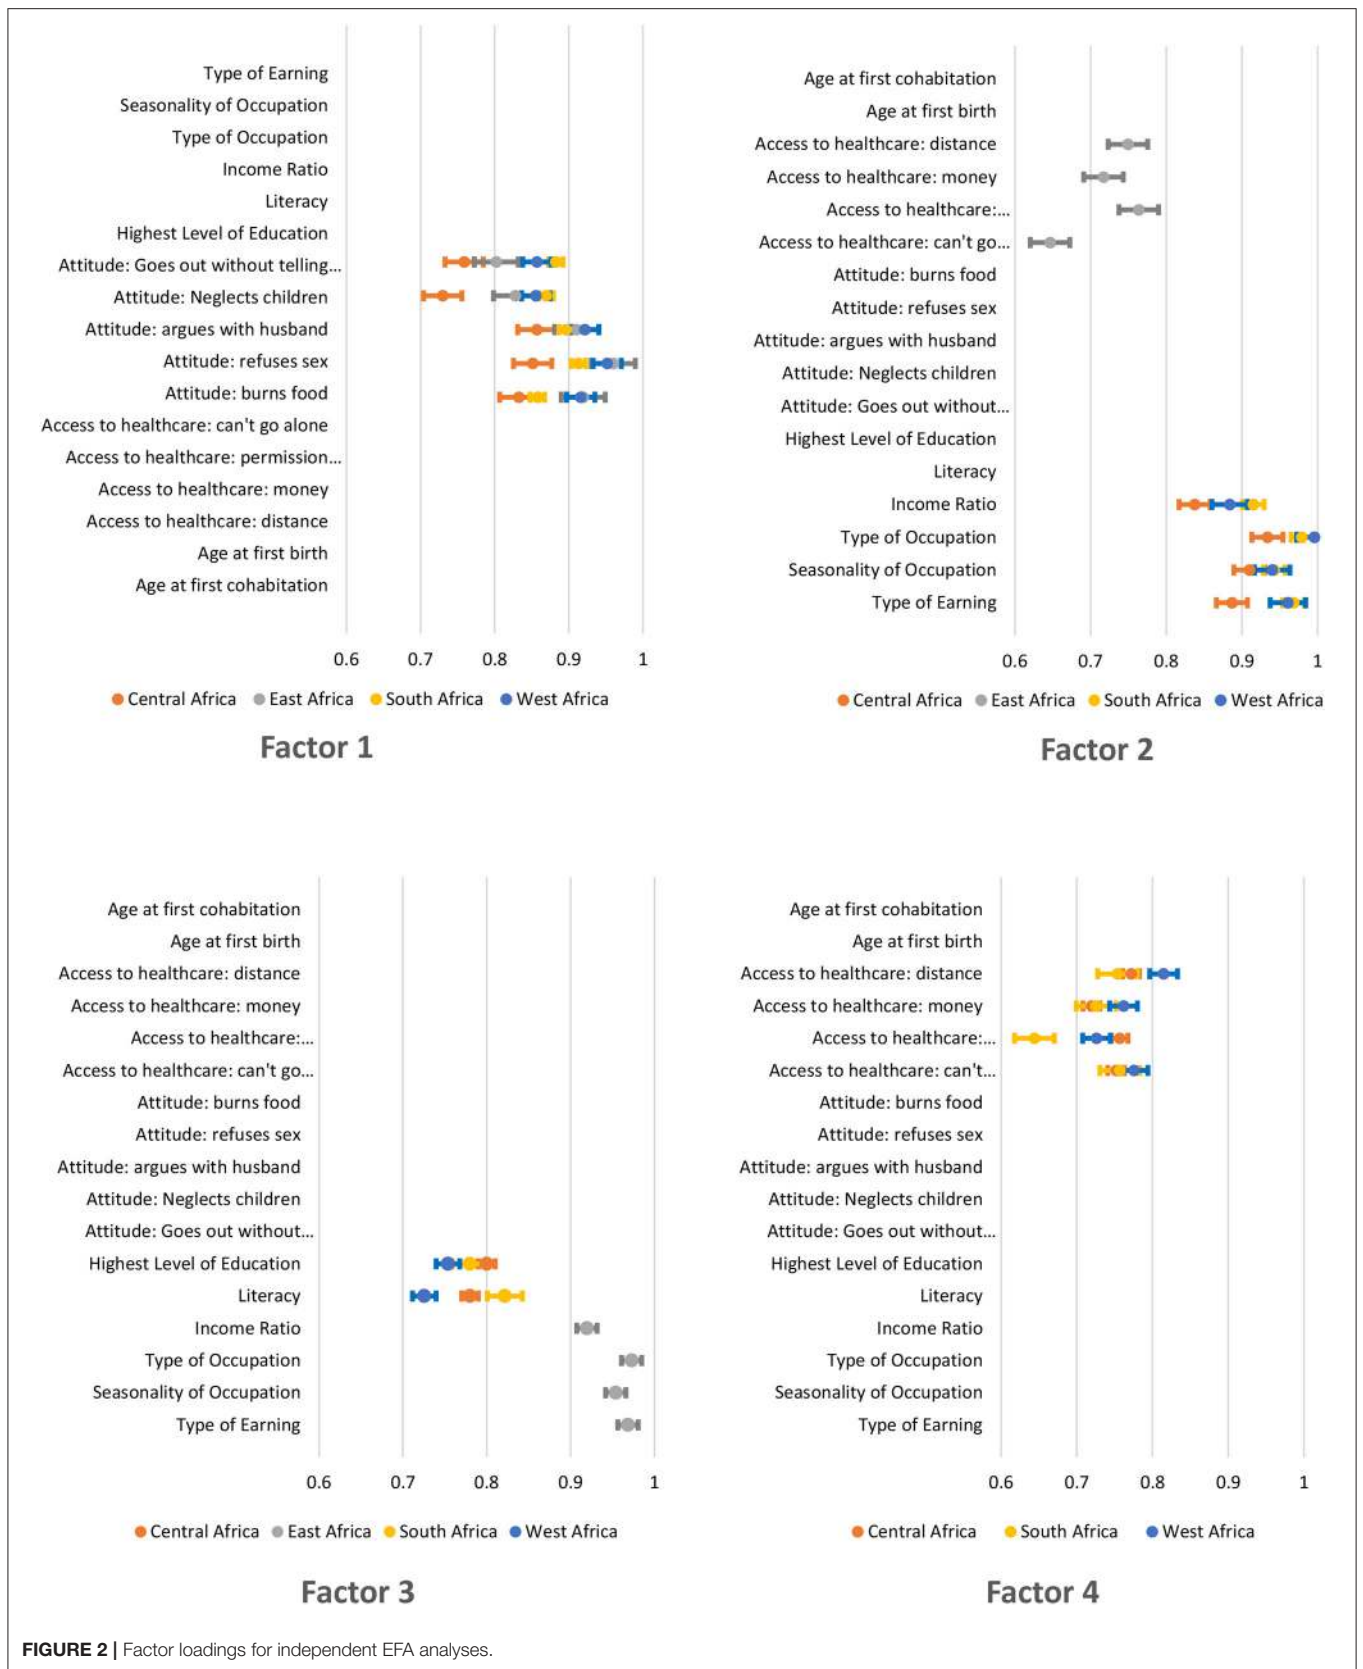 Type of Earning
Seasonality of Occupation
Type of Occupation
Income Ratio
Literacy
Highest Level of Education
Attitude: Goes out without telling...
Attitude: Neglects children
Attitude: argues with husband
Attitude: refuses sex
Attitude: burns food
Access to healthcare: can't go alone
Access to healthcare: permission...
Access to healthcare: money
Access to healthcare: distance
Age at first birth
Age at first cohabitation
0.6 0.7 0.8 0.9 1
Central Africa East Africa South Africa West Africa
Factor 1
Age at first cohabitation
Age at first birth
Access to healthcare: distance
Access to healthcare: money
Access to healthcare:...
Access to healthcare: can't go...
Attitude: burns food
Attitude: refuses sex
Attitude: argues with husband
Attitude: Neglects children
Attitude: Goes out without...
Highest Level of Education
Literacy
Income Ratio
Type of Occupation
Seasonality of Occupation
Type of Earning
0.6 0.7 0.8 0.9 1
Central Africa East Africa South Africa West Africa
Factor 2
Age at first cohabitation
Age at first birth
Access to healthcare: distance
Access to healthcare: money
Access to healthcare:...
Access to healthcare: can't go...
Attitude: burns food
Attitude: refuses sex
Attitude: argues with husband
Attitude: Neglects children
Attitude: Goes out without...
Highest Level of Education
Literacy
Income Ratio
Type of Occupation
Seasonality of Occupation
Type of Earning
0.6 0.7 0.8 0.9 1
Central Africa East Africa South Africa West Africa
Factor 3
Age at first cohabitation
Age at first birth
Access to healthcare: distance
Access to healthcare: money
Access to healthcare:...
Access to healthcare: can't...
Attitude: burns food
Attitude: refuses sex
Attitude: argues with husband
Attitude: Neglects children
Attitude: Goes out without...
Highest Level of Education
Literacy
Income Ratio
Type of Occupation
Seasonality of Occupation
Type of Earning
0.6 0.7 0.8 0.9 1
Central Africa South Africa West Africa
Factor 4
FIGURE 2 | Factor loadings for independent EFA analyses.